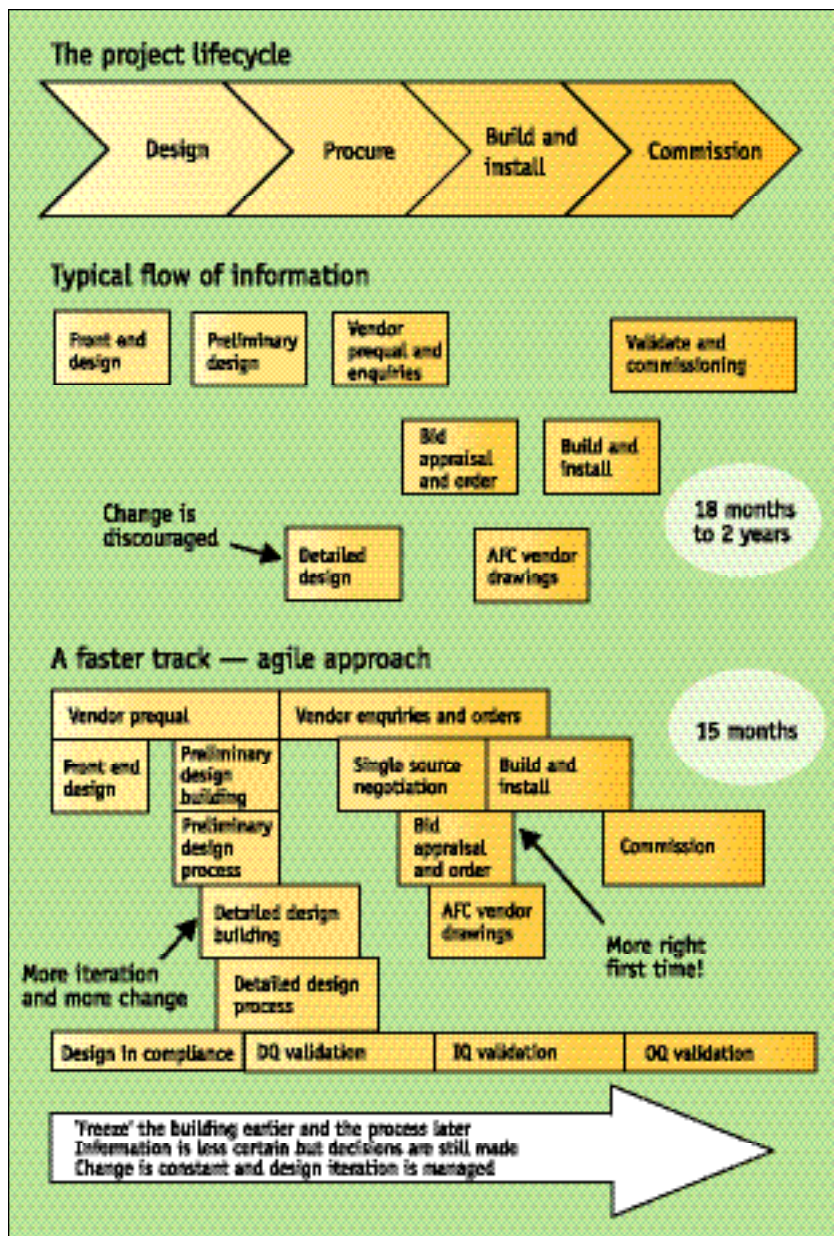 The project lifecycle
Design
Procure
Build and
install
Commission
Typical flow of information
Front end
design
Preliminary
design
Vendor
prequal and
enquiries
Validate and
commissioning
Bid
appraisal
and order
Build and
install
18 months
to 2 years
Change is
discouraged
Detailed
design
AFC vendor
drawings
A faster track — agile approach
Vendor prequal
Vendor enquiries and orders
15 months
Front end
design
Preliminary
design
building
Single source
negotiation
Build and
install
Preliminary
design
process
Bid
appraisal
and order
Commission
Detailed design
building
AFC vendor
drawings
More right
first time!
More iteration
and more change
Detailed design
process
Design in compliance
DQ validation
IQ validation
OQ validation
'Freeze' the building earlier and the process later
Information is less certain but decisions are still made
Change is constant and design iteration is managed